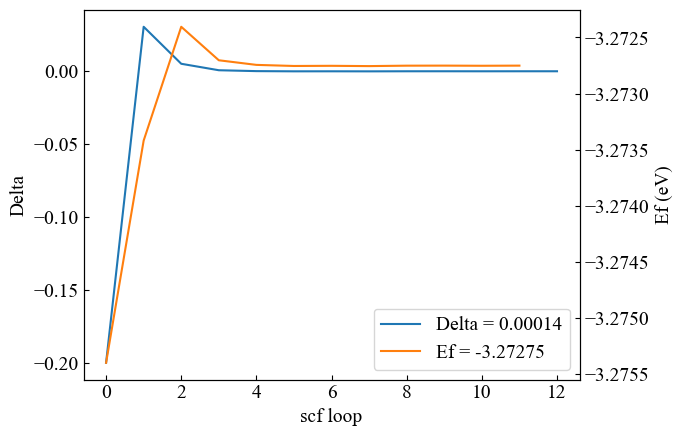 0.00
−0.05
−0.10
−0.15
−0.20
Delta
−3.2725
−3.2730
−3.2735
−3.2740
−3.2745
−3.2750
−3.2755
Ef (eV)
Delta = 0.00014
Ef = -3.27275
0 2 4 6 8 10 12
scf loop